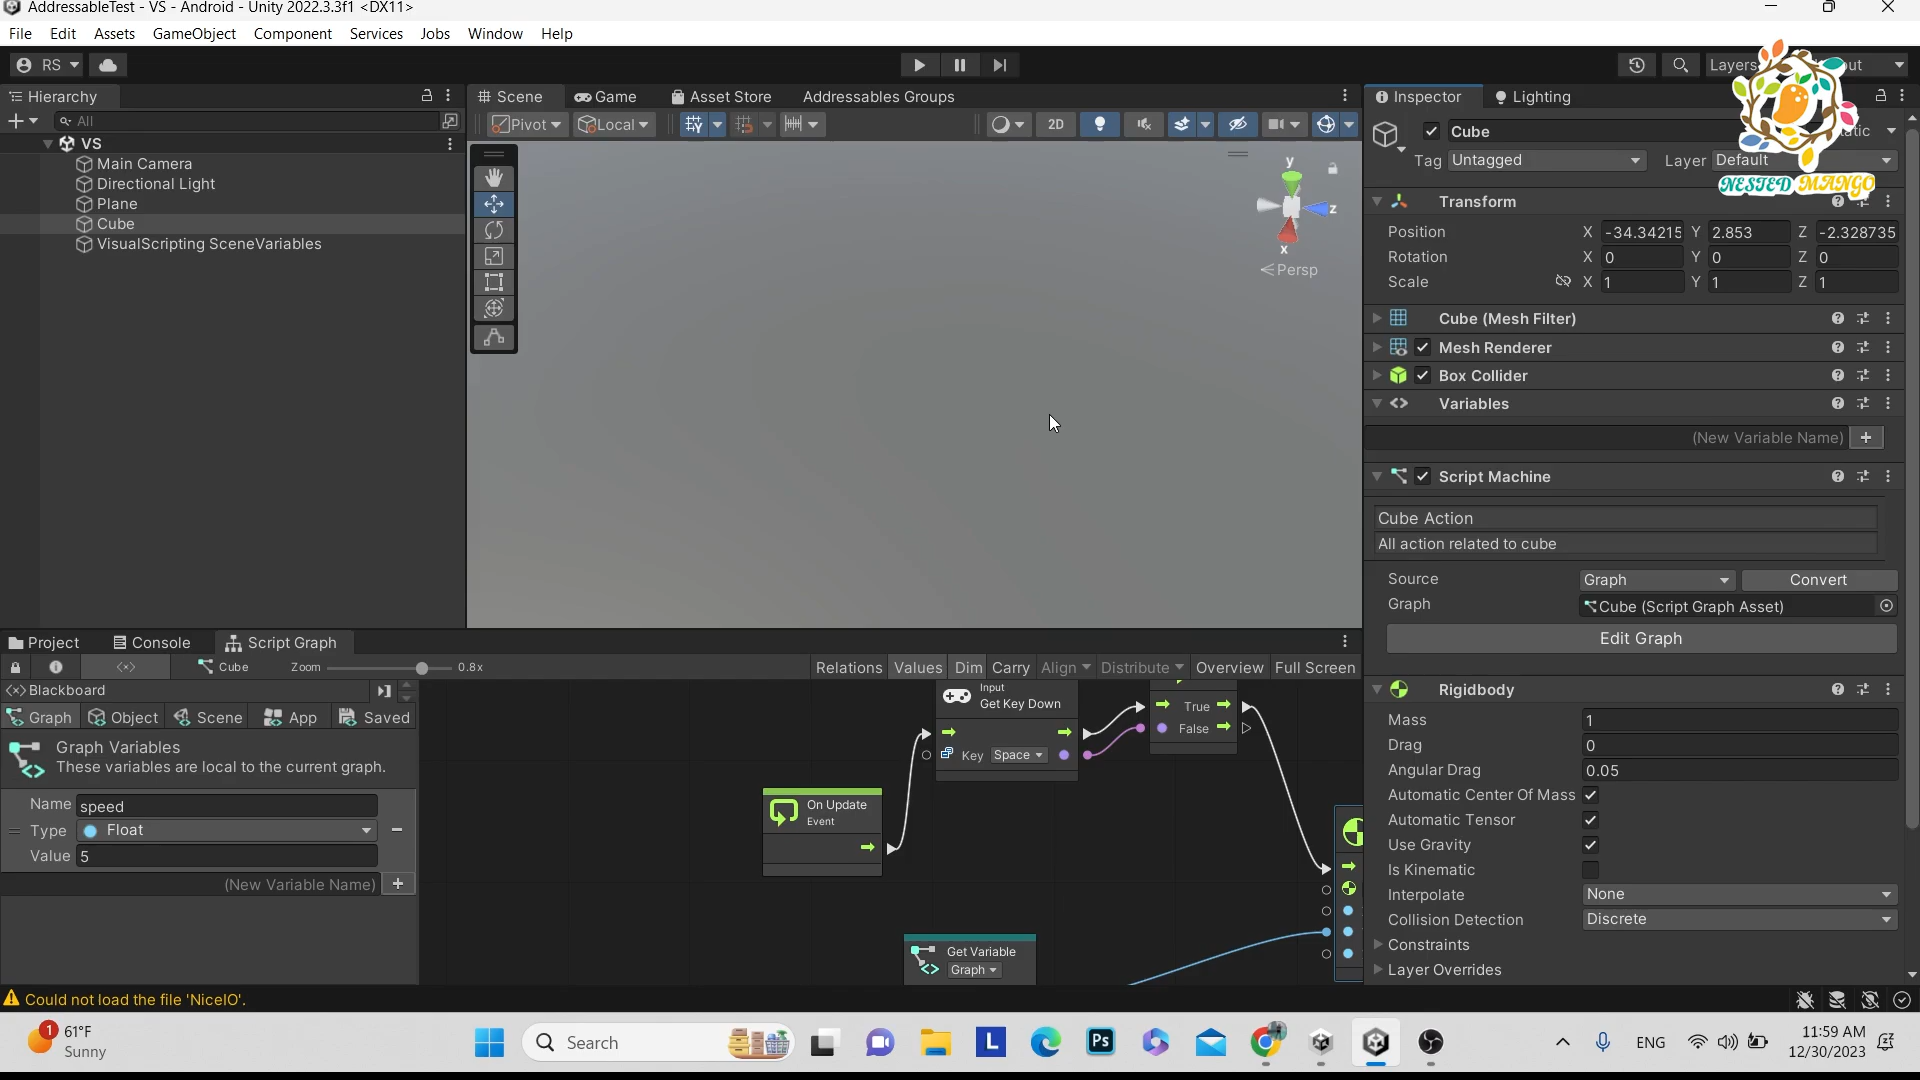 AddressableTest - VS - Android - Unity 2022.3.3f1 <DX11>
File Edit Assets GameObject Component Services Jobs Window Help
RS
Layers
out
Hierarchy
All
VS
Main Camera
Directional Light
Plane
Cube
VisualScripting SceneVariables
Scene Game Asset Store Addressables Groups
Pivot Local 2D
y
z
x
Persp
Inspector Lighting
Cube
tic
Tag Untagged Layer Default
NESTED MANGO
Transform
Position X -34.34215 Y 2.853 Z -2.328735
Rotation X 0 Y 0 Z 0
Scale X 1 Y 1 Z 1
Cube (Mesh Filter)
Mesh Renderer
Box Collider
Variables
(New Variable Name) +
Script Machine
Cube Action
All action related to cube
Source Graph Convert
Graph Cube (Script Graph Asset)
Edit Graph
Rigidbody
Mass 1
Drag 0
Angular Drag 0.05
Automatic Center Of Mass
Automatic Tensor
Use Gravity
Is Kinematic
Interpolate None
Collision Detection Discrete
Constraints
Layer Overrides
Project Console Script Graph
Cube Zoom 0.8x Relations Values Dim Carry Align Distribute Overview Full Screen
Blackboard
Graph Object Scene App Saved
Graph Variables
These variables are local to the current graph.
Name speed
Type Float
Value 5
(New Variable Name) +
Input
Get Key Down
Key Space
True
False
On Update
Event
Get Variable
Graph
Could not load the file 'NiceIO'.
1
61°F
Sunny
Search
L
Ps
ENG
11:59 AM
12/30/2023